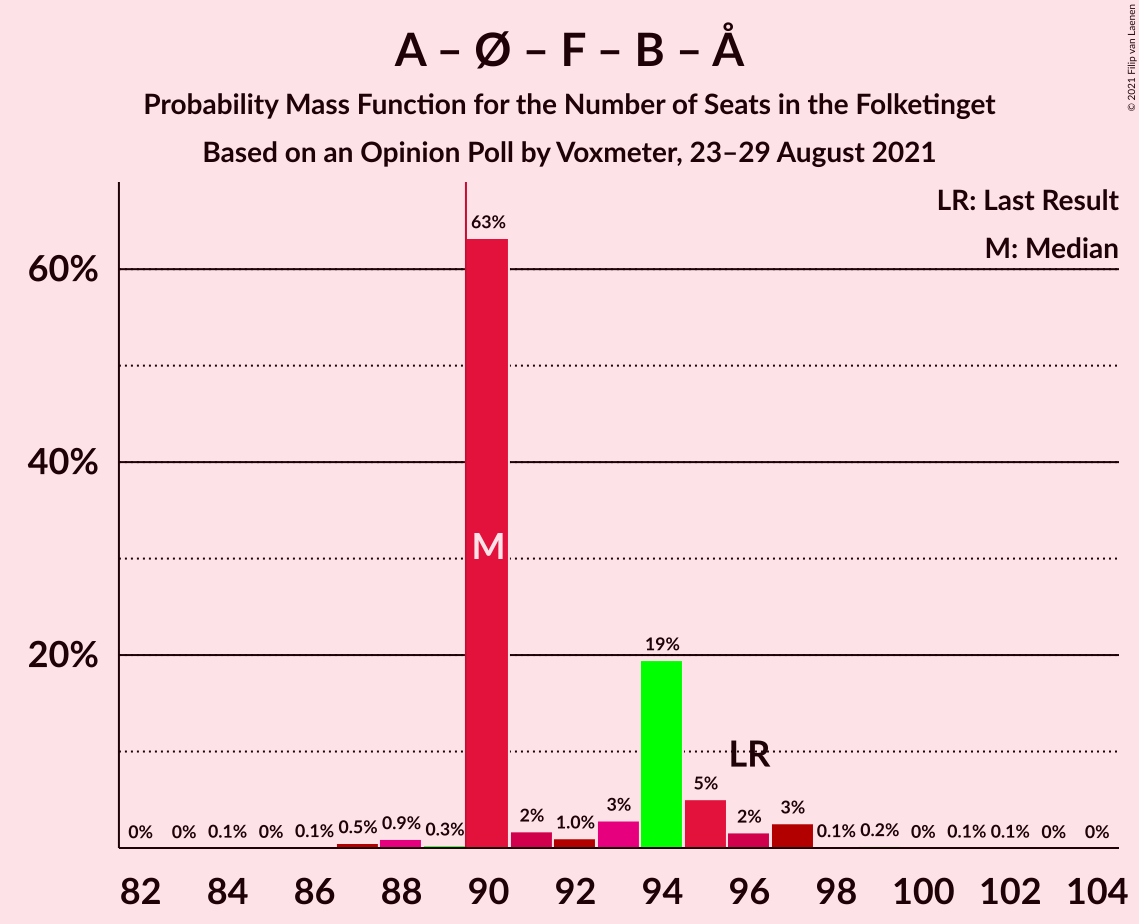 A – Ø – F – B – Å
Probability Mass Function for the Number of Seats in the Folketinget
Based on an Opinion Poll by Voxmeter, 23–29 August 2021
© 2021 Filip van Laenen
LR: Last Result
M: Median
60%
40%
20%
0% 0% 0.1% 0% 0.1% 0.5% 0.9% 0.3% 63% 2% 1.0% 3% 19% 5% 2% 3% 0.1% 0.2% 0% 0.1% 0.1% 0% 0%
M
LR
82 84 86 88 90 92 94 96 98 100 102 104